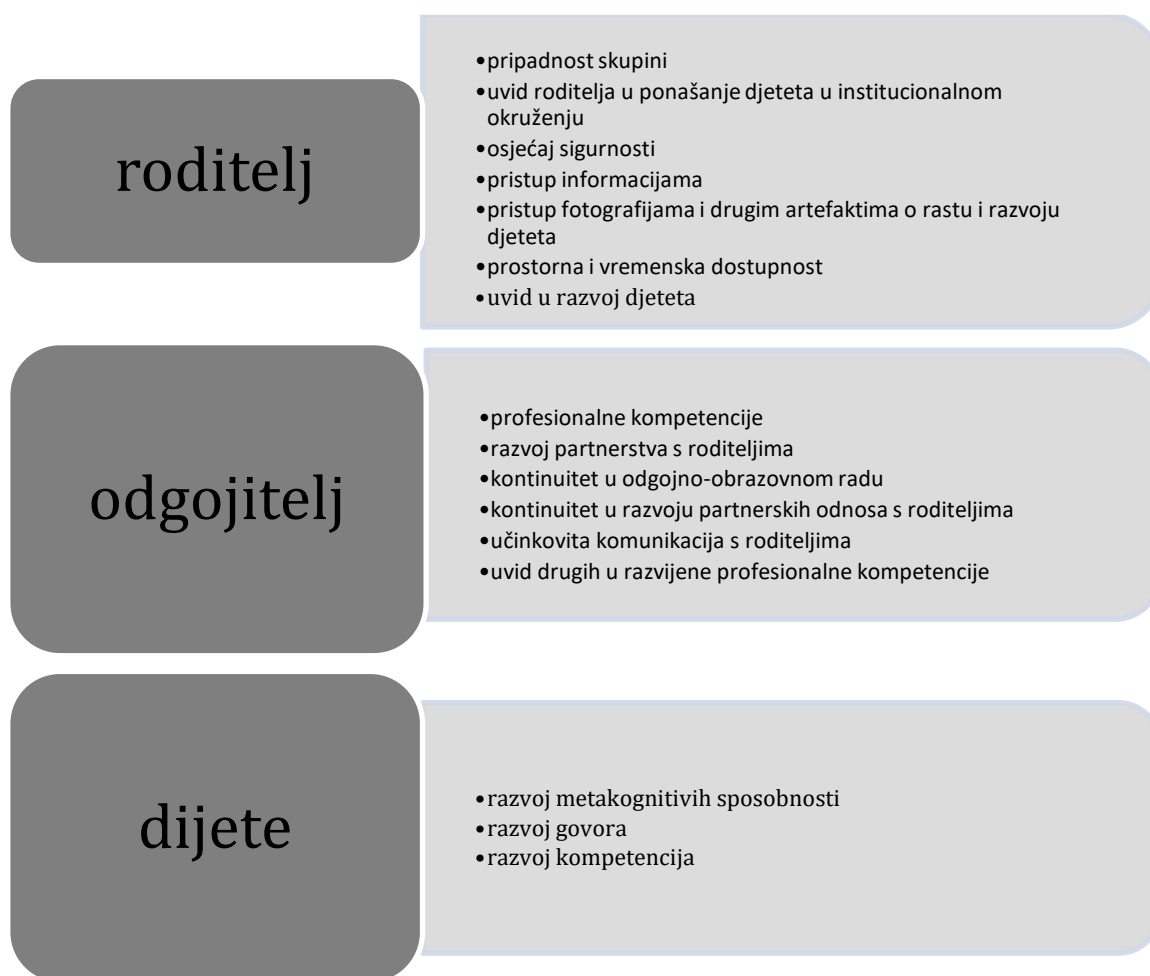 roditelj
•pripadnost skupini
•uvid roditelja u ponašanje djeteta u institucionalnom
okruženju
•osjećaj sigurnosti
•pristup informacijama
•pristup fotografijama i drugim artefaktima o rastu i razvoju
djeteta
•prostorna i vremenska dostupnost
•uvid u razvoj djeteta
odgojitelj
•profesionalne kompetencije
•razvoj partnerstva s roditeljima
•kontinuitet u odgojno-obrazovnom radu
•kontinuitet u razvoju partnerskih odnosa s roditeljima
•učinkovita komunikacija s roditeljima
•uvid drugih u razvijene profesionalne kompetencije
dijete
•razvoj metakognitivih sposobnosti
•razvoj govora
•razvoj kompetencija